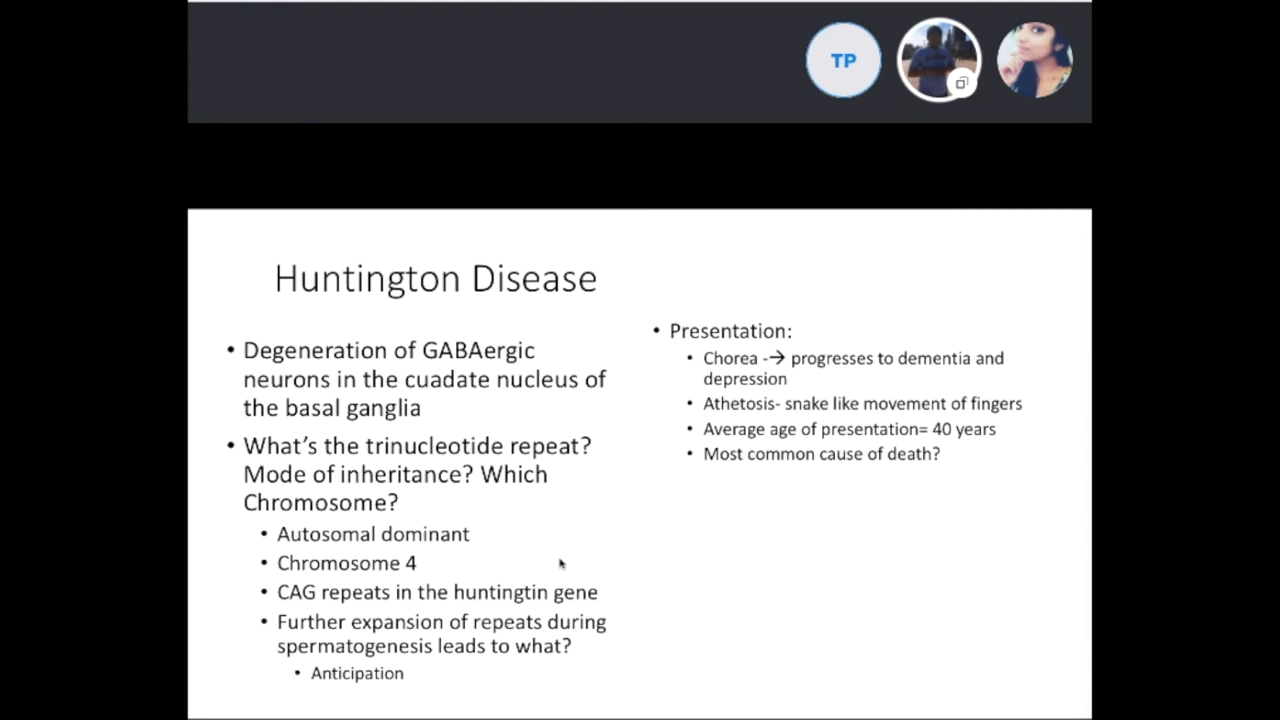 TP
Huntington Disease
• Degeneration of GABAergic
neurons in the cuadate nucleus of
the basal ganglia
• What's the trinucleotide repeat?
Mode of inheritance? Which
Chromosome?
• Autosomal dominant
• Chromosome 4
• CAG repeats in the huntingtin gene
• Further expansion of repeats during
spermatogenesis leads to what?
• Anticipation
• Presentation:
• Chorea -→ progresses to dementia and
depression
• Athetosis- snake like movement of fingers
• Average age of presentation= 40 years
• Most common cause of death?